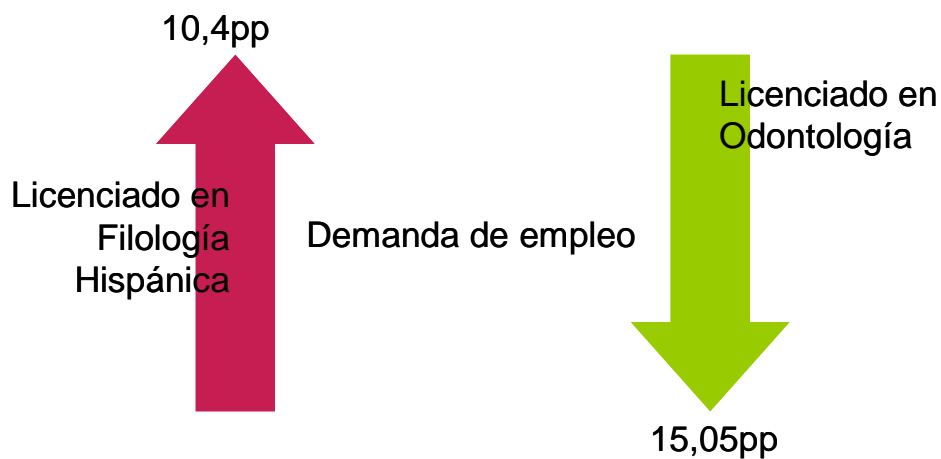 10,4pp
Licenciado en
Filología
Hispánica
Demanda de empleo
Licenciado en
Odontología
15,05pp